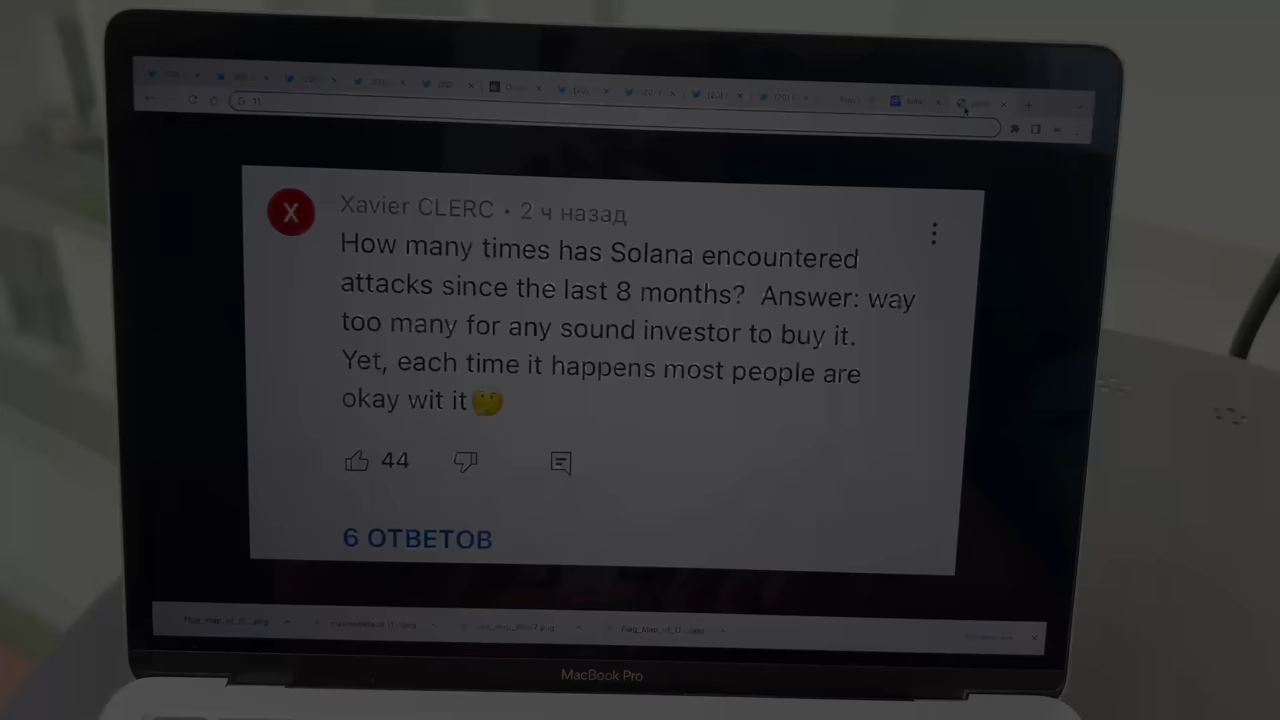 Xavier CLERC • 2 ч назад
How many times has Solana encountered
attacks since the last 8 months? Answer: way
too many for any sound investor to buy it.
Yet, each time it happens most people are
okay wit it🤔
44
6 ОТВЕТОВ
MacBook Pro